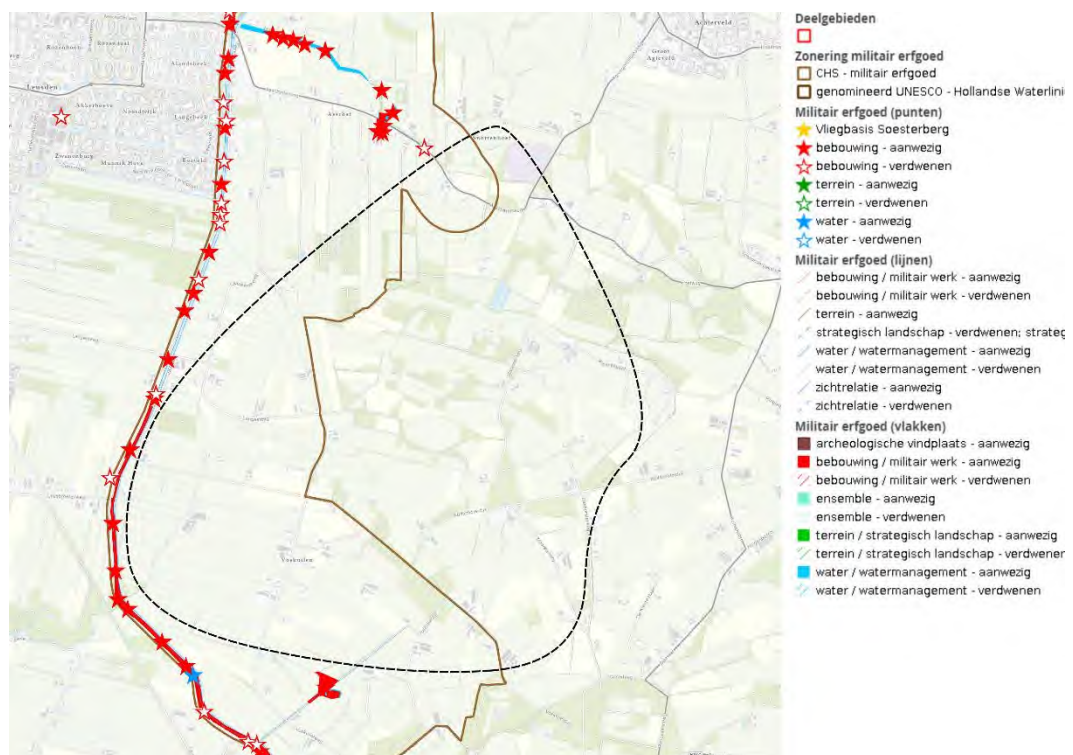 Achterveld
Leusden
Asschat
Zwanenburg
Deelgebieden
Zonering militair erfgoed
CHS - militair erfgoed
genomineerd UNESCO - Hollandse Waterlini
Militair erfgoed (punten)
Vliegbasis Soesterberg
bebouwing - aanwezig
bebouwing - verdwenen
terrein - aanwezig
terrein - verdwenen
water - aanwezig
water - verdwenen
Militair erfgoed (lijnen)
bebouwing / militair werk - aanwezig
bebouwing / militair werk - verdwenen
terrein - aanwezig
strategisch landschap - verdwenen; strateg
water / watermanagement - aanwezig
water / watermanagement - verdwenen
zichtrelatie - aanwezig
zichtrelatie - verdwenen
Militair erfgoed (vlakken)
archeologische vindplaats - aanwezig
bebouwing / militair werk - aanwezig
bebouwing / militair werk - verdwenen
ensemble - aanwezig
ensemble - verdwenen
terrein / strategisch landschap - aanwezig
terrein / strategisch landschap - verdwenen
water / watermanagement - aanwezig
water / watermanagement - verdwenen